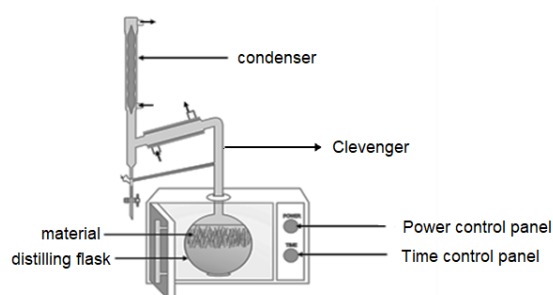 condenser
Clevenger
material
distilling flask
POWER
TIME
Power control panel
Time control panel